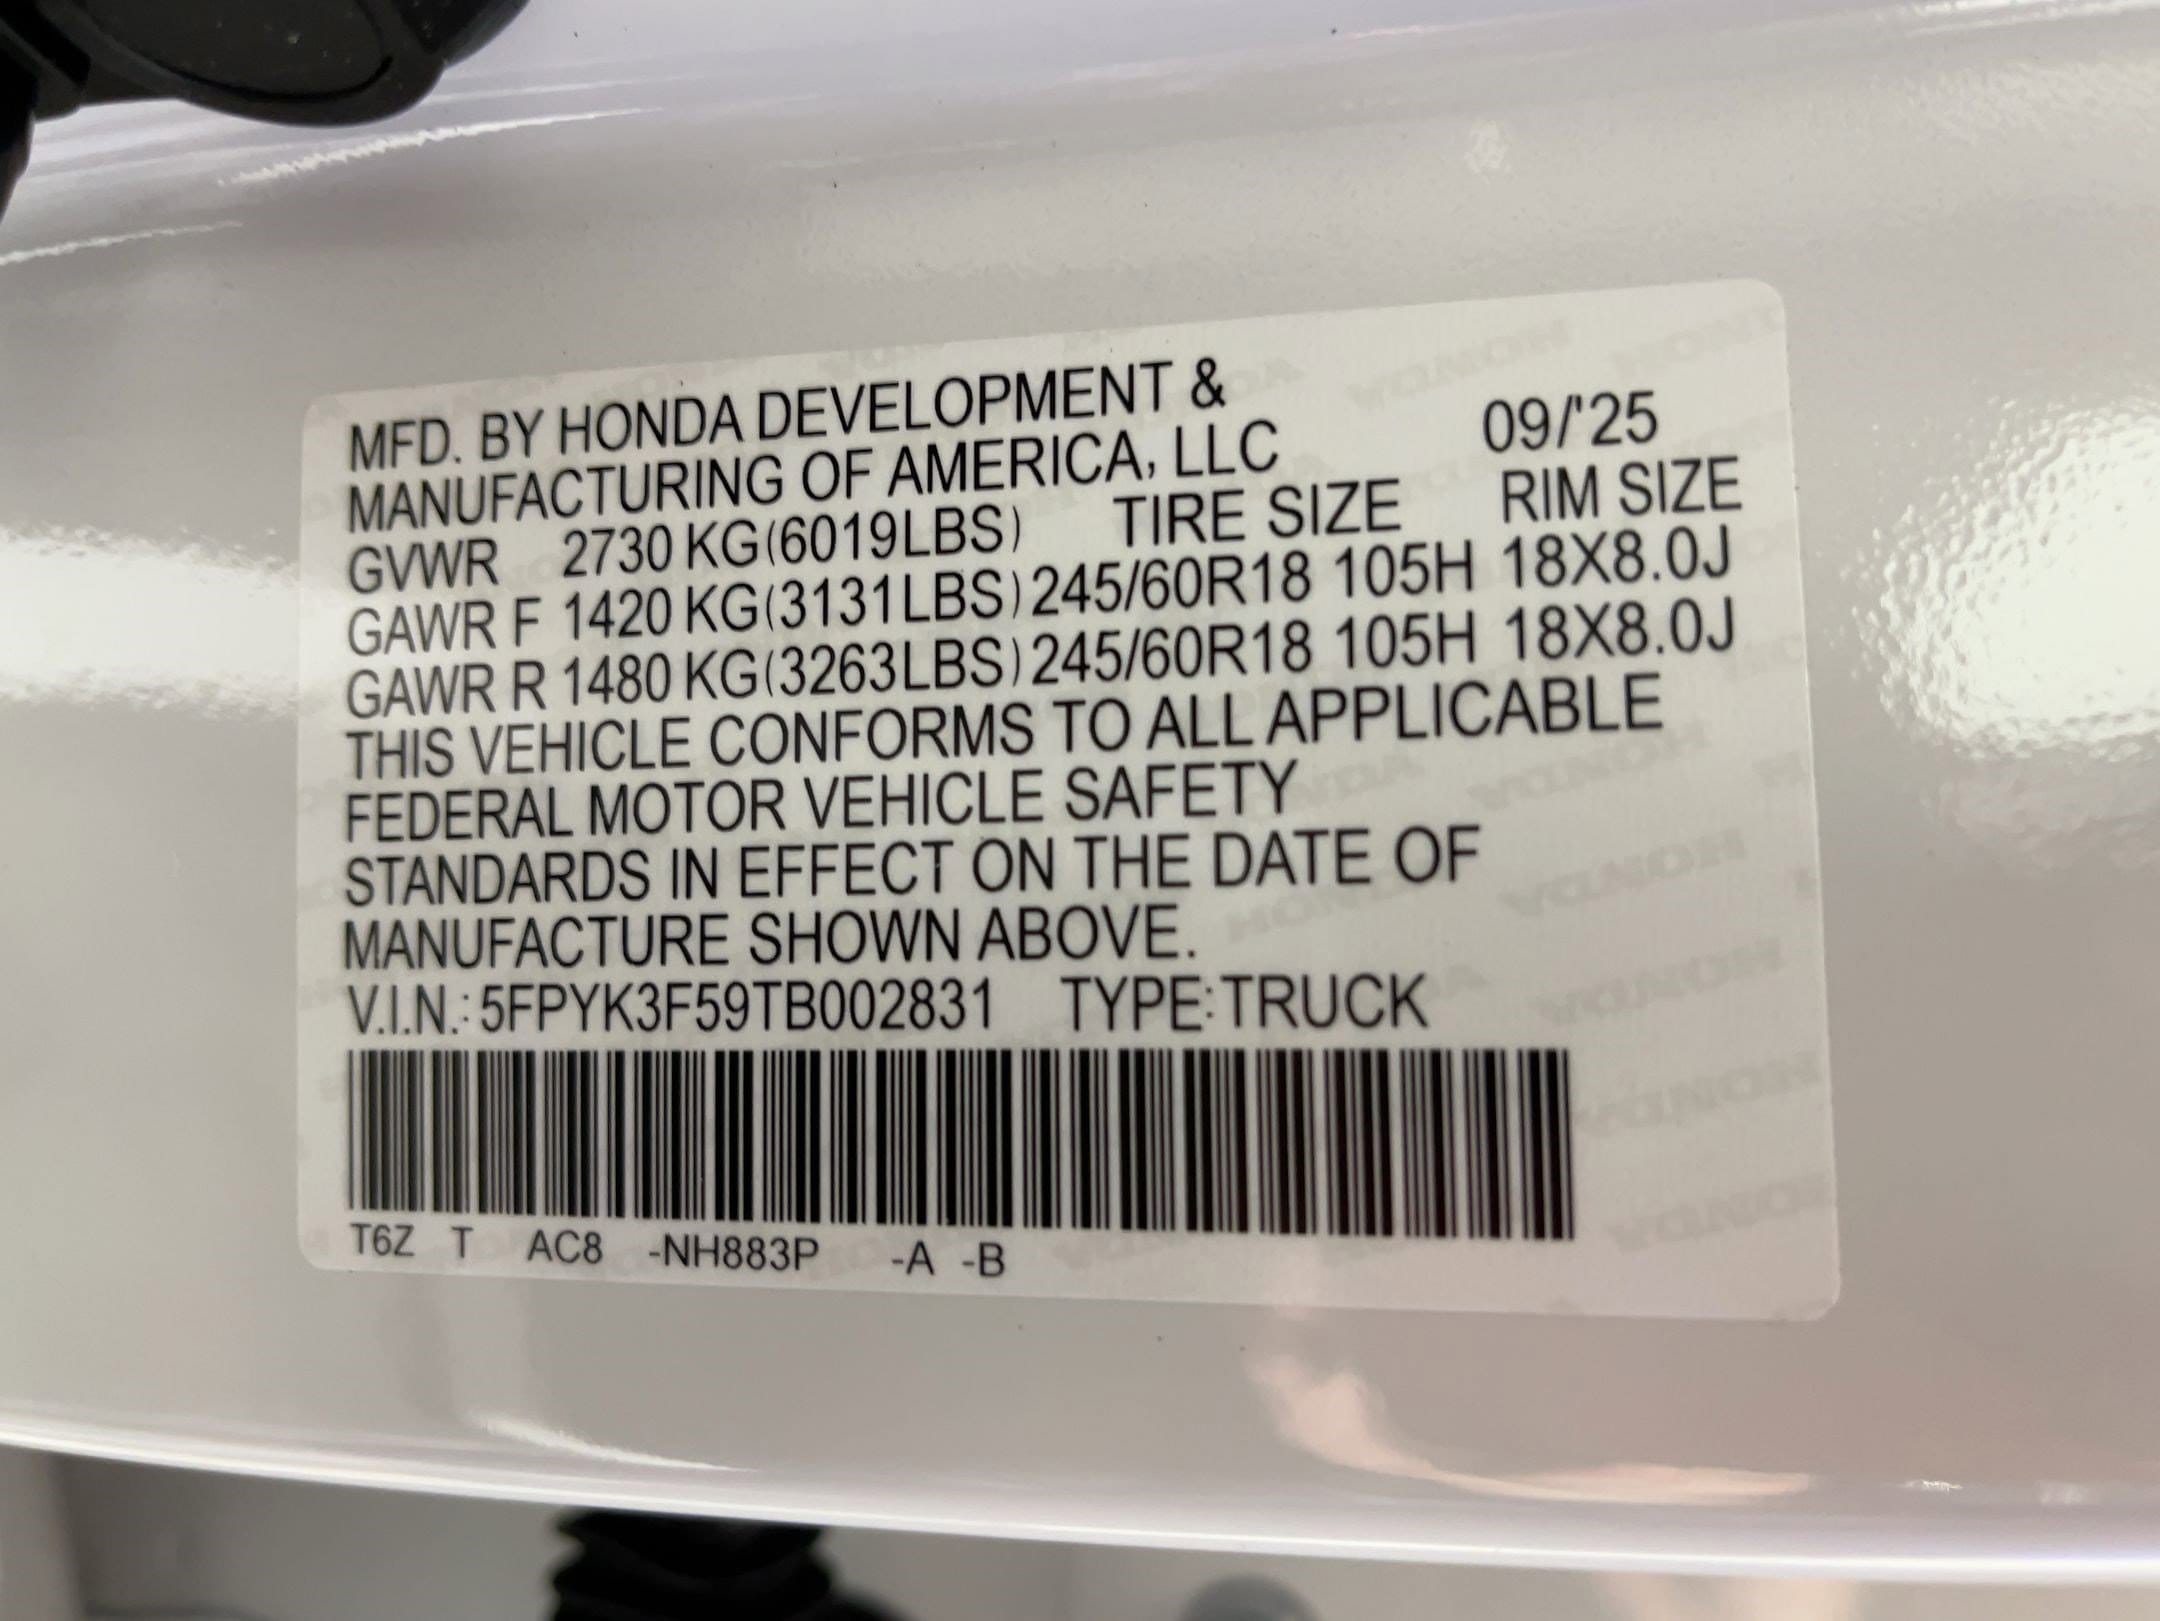 MFD. BY HONDA DEVELOPMENT &
MANUFACTURING OF AMERICA, LLC 09/'25
GVWR 2730 KG(6019LBS) TIRE SIZE RIM SIZE
GAWR F 1420 KG(3131LBS) 245/60R18 105H 18X8.0J
GAWR R 1480 KG(3263LBS) 245/60R18 105H 18X8.0J
THIS VEHICLE CONFORMS TO ALL APPLICABLE
FEDERAL MOTOR VEHICLE SAFETY
STANDARDS IN EFFECT ON THE DATE OF
MANUFACTURE SHOWN ABOVE.
V.I.N.: 5FPYK3F59TB002831 TYPE:TRUCK
T6Z T AC8 -NH883P -A -B